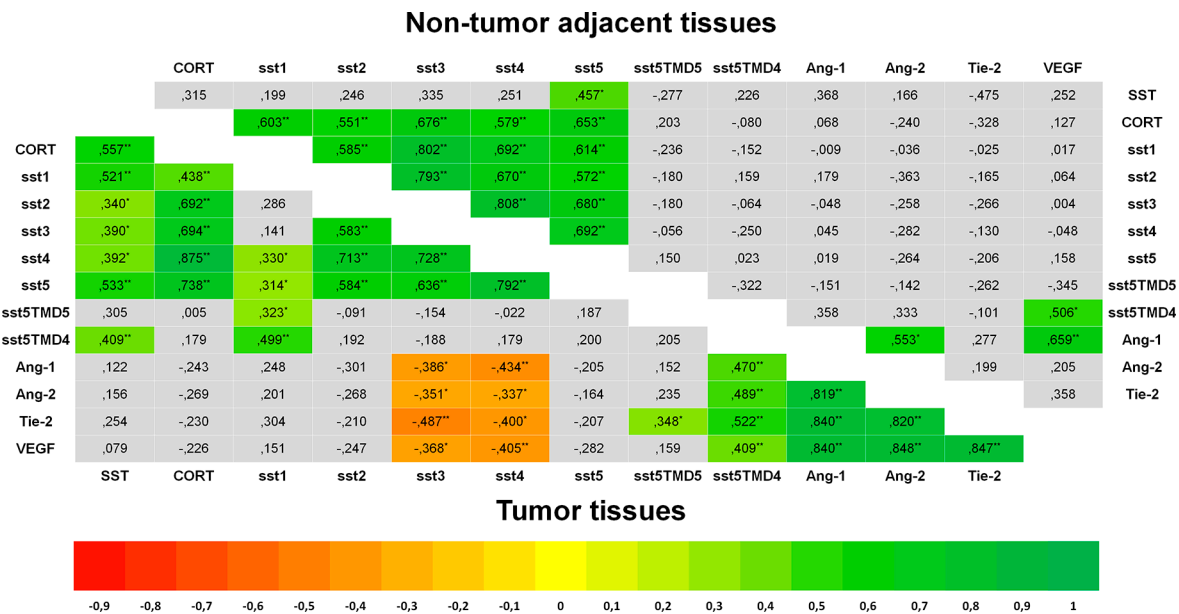 Non-tumor adjacent tissues
CORT sst1 sst2 sst3 sst4 sst5 sst5TMD5 sst5TMD4 Ang-1 Ang-2 Tie-2 VEGF
,315 ,199 ,246 ,335 ,251 ,457* -,277 ,226 ,368 ,166 -,475 ,252 SST
,603** ,551** ,676** ,579** ,653** ,203 -,080 ,068 -,240 -,328 ,127 CORT
CORT ,557** ,585** ,802** ,692** ,614** -,236 -,152 -,009 -,036 -,025 ,017 sst1
sst1 ,521** ,438** ,793** ,670** ,572** -,180 ,159 ,179 -,363 -,165 ,064 sst2
sst2 ,340* ,692** ,286 ,808** ,680** -,180 -,064 -,048 -,258 -,266 ,004 sst3
sst3 ,390* ,694** ,141 ,583** ,692** -,056 -,250 ,045 -,282 -,130 -,048 sst4
sst4 ,392* ,875** ,330* ,713** ,728** ,150 ,023 ,019 -,264 -,206 ,158 sst5
sst5 ,533** ,738** ,314* ,584** ,636** ,792** -,322 -,151 -,142 -,262 -,345 sst5TMD5
sst5TMD5 ,305 ,005 ,323* -,091 -,154 -,022 ,187 ,358 ,333 -,101 ,506* sst5TMD4
sst5TMD4 ,409** ,179 ,499** ,192 -,188 ,179 ,200 ,205 ,553* ,277 ,659** Ang-1
Ang-1 ,122 -,243 ,248 -,301 -,386* -,434** -,205 ,152 ,470** ,199 ,205 Ang-2
Ang-2 ,156 -,269 ,201 -,268 -,351* -,337* -,164 ,235 ,489** ,819** ,358 Tie-2
Tie-2 ,254 -,230 ,304 -,210 -,487** -,400* -,207 ,348* ,522** ,840** ,820**
VEGF ,079 -,226 ,151 -,247 -,368* -,405** -,282 ,159 ,409** ,840** ,848** ,847**
SST CORT sst1 sst2 sst3 sst4 sst5 sst5TMD5 sst5TMD4 Ang-1 Ang-2 Tie-2
Tumor tissues
-0,9 -0,8 -0,7 -0,6 -0,5 -0,4 -0,3 -0,2 -0,1 0 0,1 0,2 0,3 0,4 0,5 0,6 0,7 0,8 0,9 1